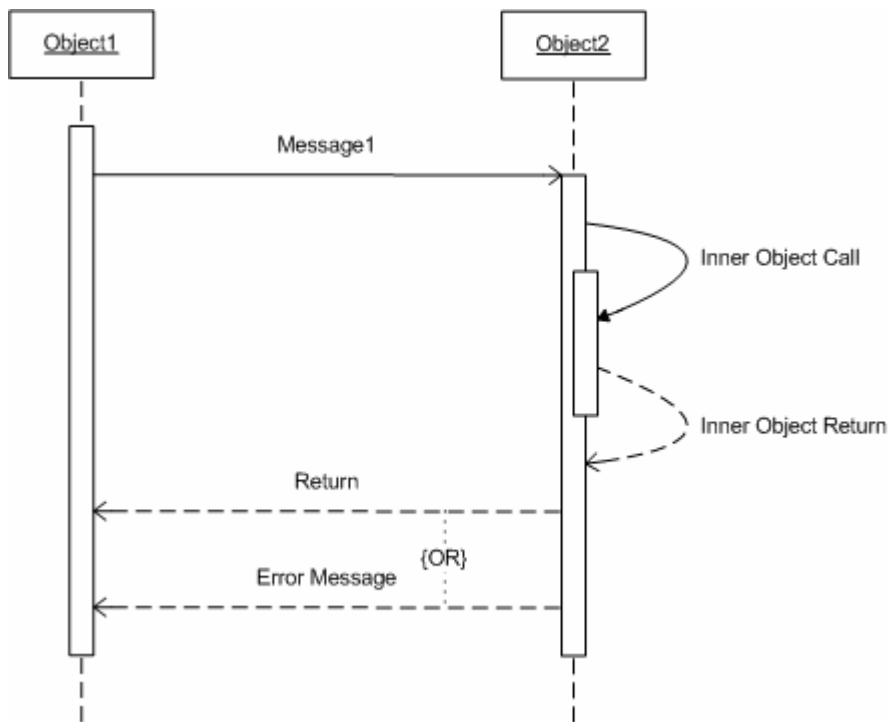 Object1
Object2
Message1
Inner Object Call
Inner Object Return
Return
{OR}
Error Message